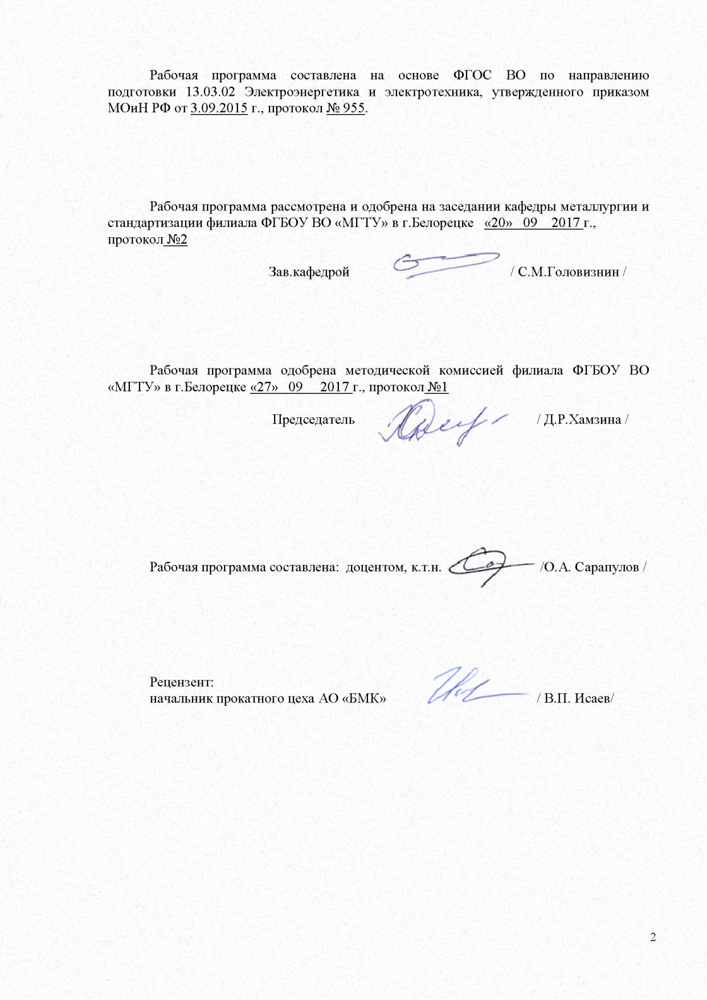 Рабочая программа составлена на основе ФГОС ВО по направлению
подготовки 13.03.02 Электроэнергетика и электротехника, утвержденного приказом
МОиН РФ от 3.09.2015 г., протокол № 955.
Рабочая программа рассмотрена и одобрена на заседании кафедры металлургии и
стандартизации филиала ФГБОУ ВО «МГТУ» в г.Белорецке «20» 09 2017 г.,
протокол №2
Зав.кафедрой / С.М.Головизнин /
Рабочая программа одобрена методической комиссией филиала ФГБОУ ВО
«МГТУ» в г.Белорецке «27» 09 2017 г., протокол №1
Председатель / Д.Р.Хамзина /
Рабочая программа составлена: доцентом, к.т.н. /О.А. Сарапулов /
Рецензент:
начальник прокатного цеха АО «БМК» / В.П. Исаев/
2